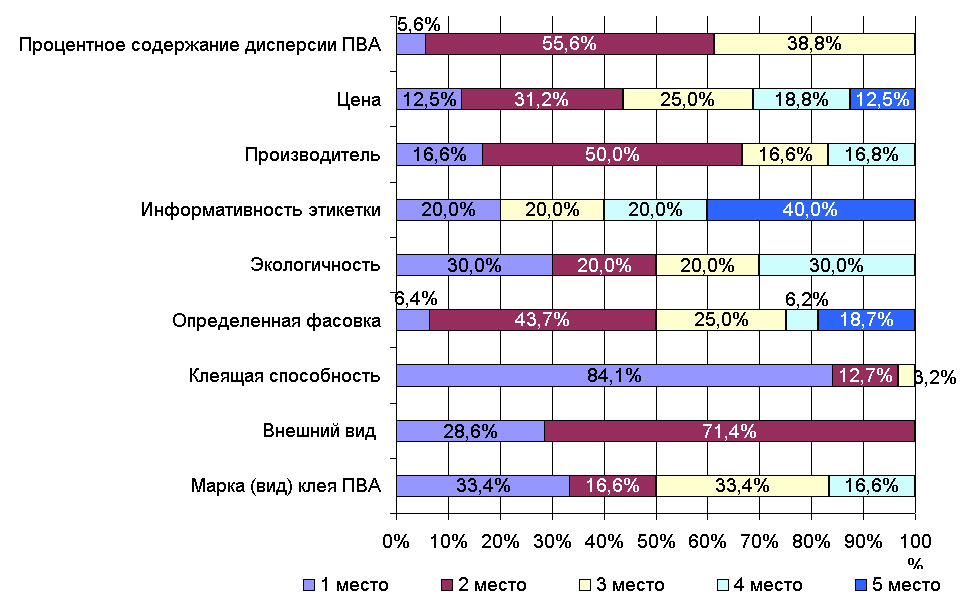 5,6%
Процентное содержание дисперсии ПВА 55,6% 38,8%
Цена 12,5% 31,2% 25,0% 18,8% 12,5%
Производитель 16,6% 50,0% 16,6% 16,8%
Информативность этикетки 20,0% 20,0% 20,0% 40,0%
Экологичность 30,0% 20,0% 20,0% 30,0%
6,4% 6,2%
Определенная фасовка 43,7% 25,0% 18,7%
Клеящая способность 84,1% 12,7% 3,2%
Внешний вид 28,6% 71,4%
Марка (вид) клея ПВА 33,4% 16,6% 33,4% 16,6%
0% 10% 20% 30% 40% 50% 60% 70% 80% 90% 100
%
1 место 2 место 3 место 4 место 5 место